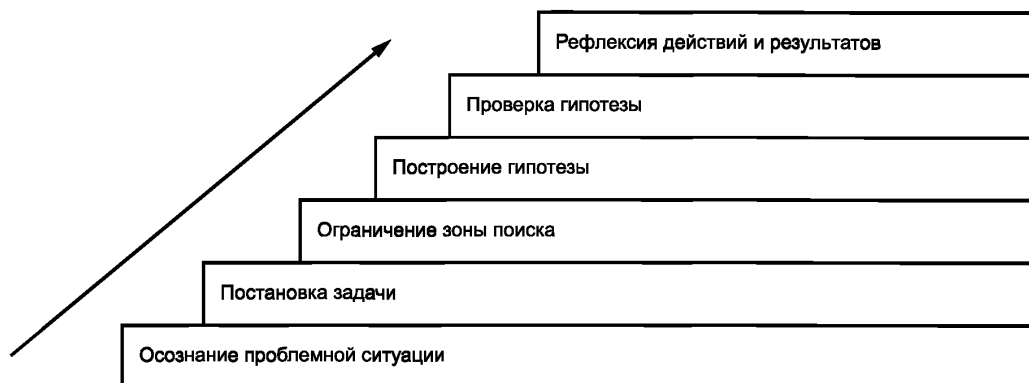 Рефлексия действий и результатов
Проверка гипотезы
Построение гипотезы
Ограничение зоны поиска
Постановка задачи
Осознание проблемной ситуации